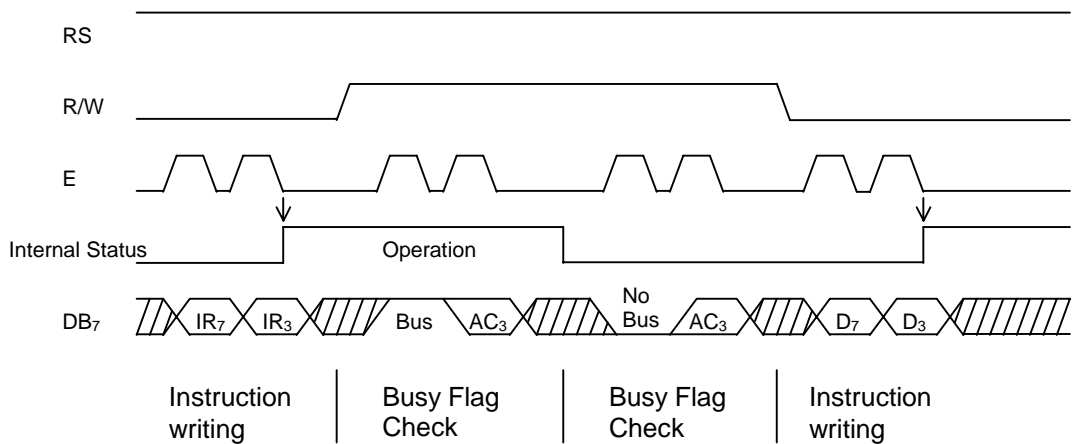 RS
R/W
E
Internal Status
Operation
DB7
IR7
IR3
Bus
AC3
No
Bus
AC3
D7
D3
Instruction
writing
Busy Flag
Check
Busy Flag
Check
Instruction
writing